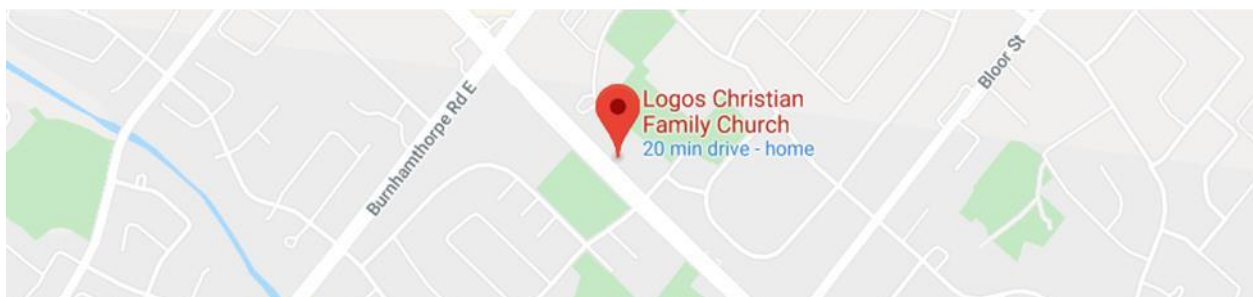 Burnhamthorpe Rd E
Logos Christian
Family Church
20 min drive - home
Bloor St